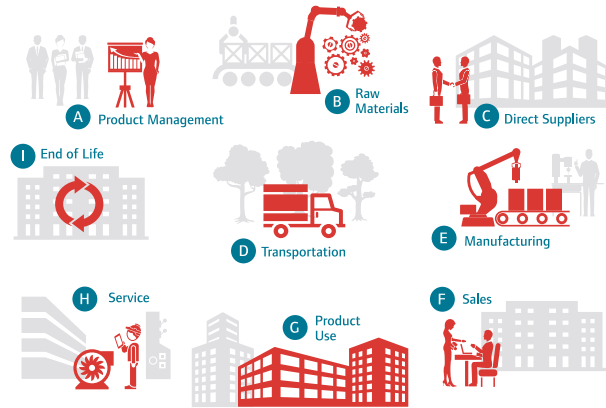 A Product Management
B Raw
Materials
C Direct Suppliers
I End of Life
D Transportation
E Manufacturing
H Service
G Product
Use
F Sales